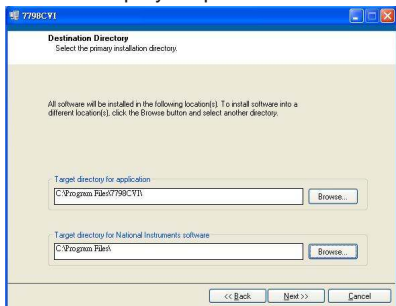 7798CVI
Destination Directory
Select the primary installation directory.
All software will be installed in the following location(s). To install software into a
different location(s), click the Browse button and select another directory.
Target directory for application
C:\Program Files\7798CVI\
Browse...
Target directory for National Instruments software
C:\Program Files\
Browse...
<< Back Next >> Cancel